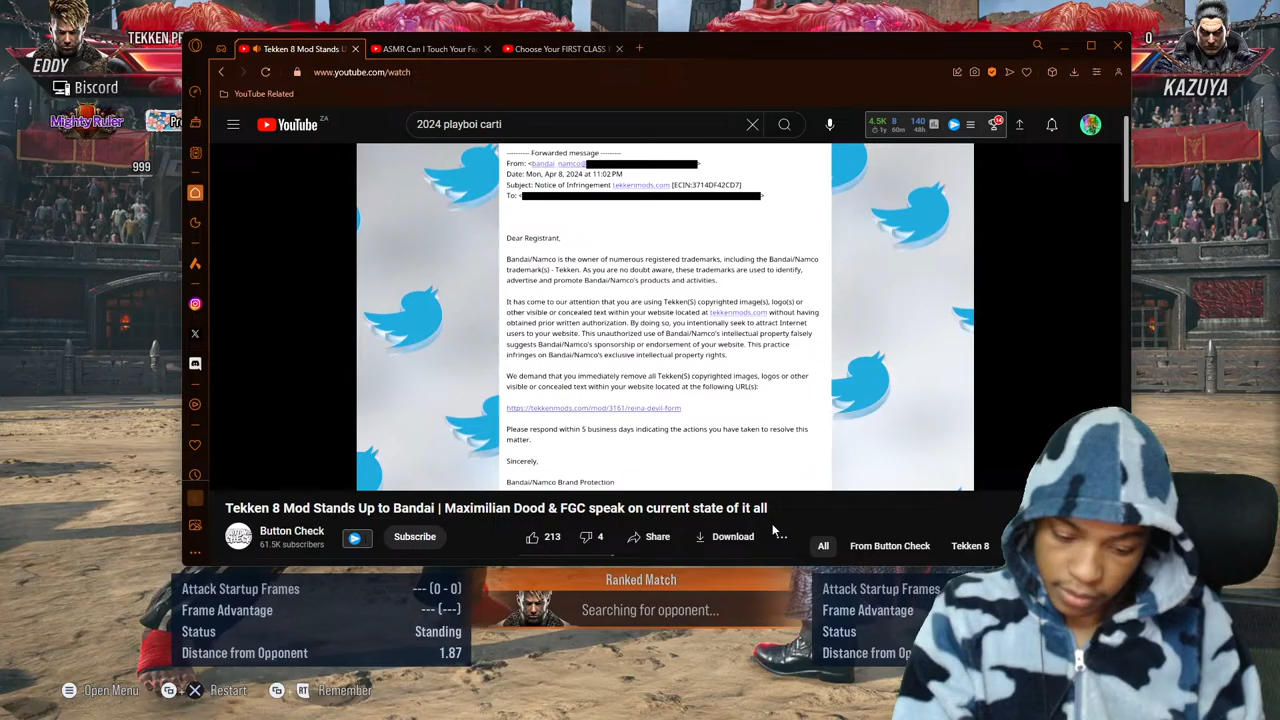 TEKKEN
EDDY
Biscord
Mighty Ruler
999
0
KAZUYA
Tekken 8 Mod Stands U
ASMR Can I Touch Your Fac
Choose Your FIRST CLASS
www.youtube.com/watch
YouTube Related
YouTube ZA
2024 playboi carti
4.5K 8 140
1y 60m 48h
14
---------- Forwarded message ---------
From: <bandai_namco@ >
Date: Mon, Apr 8, 2024 at 11:02 PM
Subject: Notice of Infringement tekkenmods.com [ECIN:3714DF42CD7]
To: < >
Dear Registrant,
Bandai/Namco is the owner of numerous registered trademarks, including the Bandai/Namco
trademark(s) - Tekken. As you are no doubt aware, these trademarks are used to identify,
advertise and promote Bandai/Namco's products and activities.
It has come to our attention that you are using Tekken(S) copyrighted image(s), logo(s) or
other visible or concealed text within your website located at tekkenmods.com without having
obtained prior written authorization. By doing so, you intentionally seek to attract Internet
users to your website. This unauthorized use of Bandai/Namco's intellectual property falsely
suggests Bandai/Namco's sponsorship or endorsement of your website. This practice
infringes on Bandai/Namco's exclusive intellectual property rights.
We demand that you immediately remove all Tekken(S) copyrighted images, logos or other
visible or concealed text within your website located at the following URL(s):
https://tekkenmods.com/mod/3161/reina-devil-form
Please respond within 5 business days indicating the actions you have taken to resolve this
matter.
Sincerely,
Bandai/Namco Brand Protection
Tekken 8 Mod Stands Up to Bandai | Maximilian Dood & FGC speak on current state of it all
Button Check
61.5K subscribers
Subscribe
213
4
Share
Download
All
From Button Check
Tekken 8
Attack Startup Frames --- (0 - 0)
Frame Advantage --- (---)
Status Standing
Distance from Opponent 1.87
Ranked Match
Searching for opponent...
Attack Startup Frames
Frame Advantage
Status
Distance from Opponent
Open Menu
Restart
RT
Remember